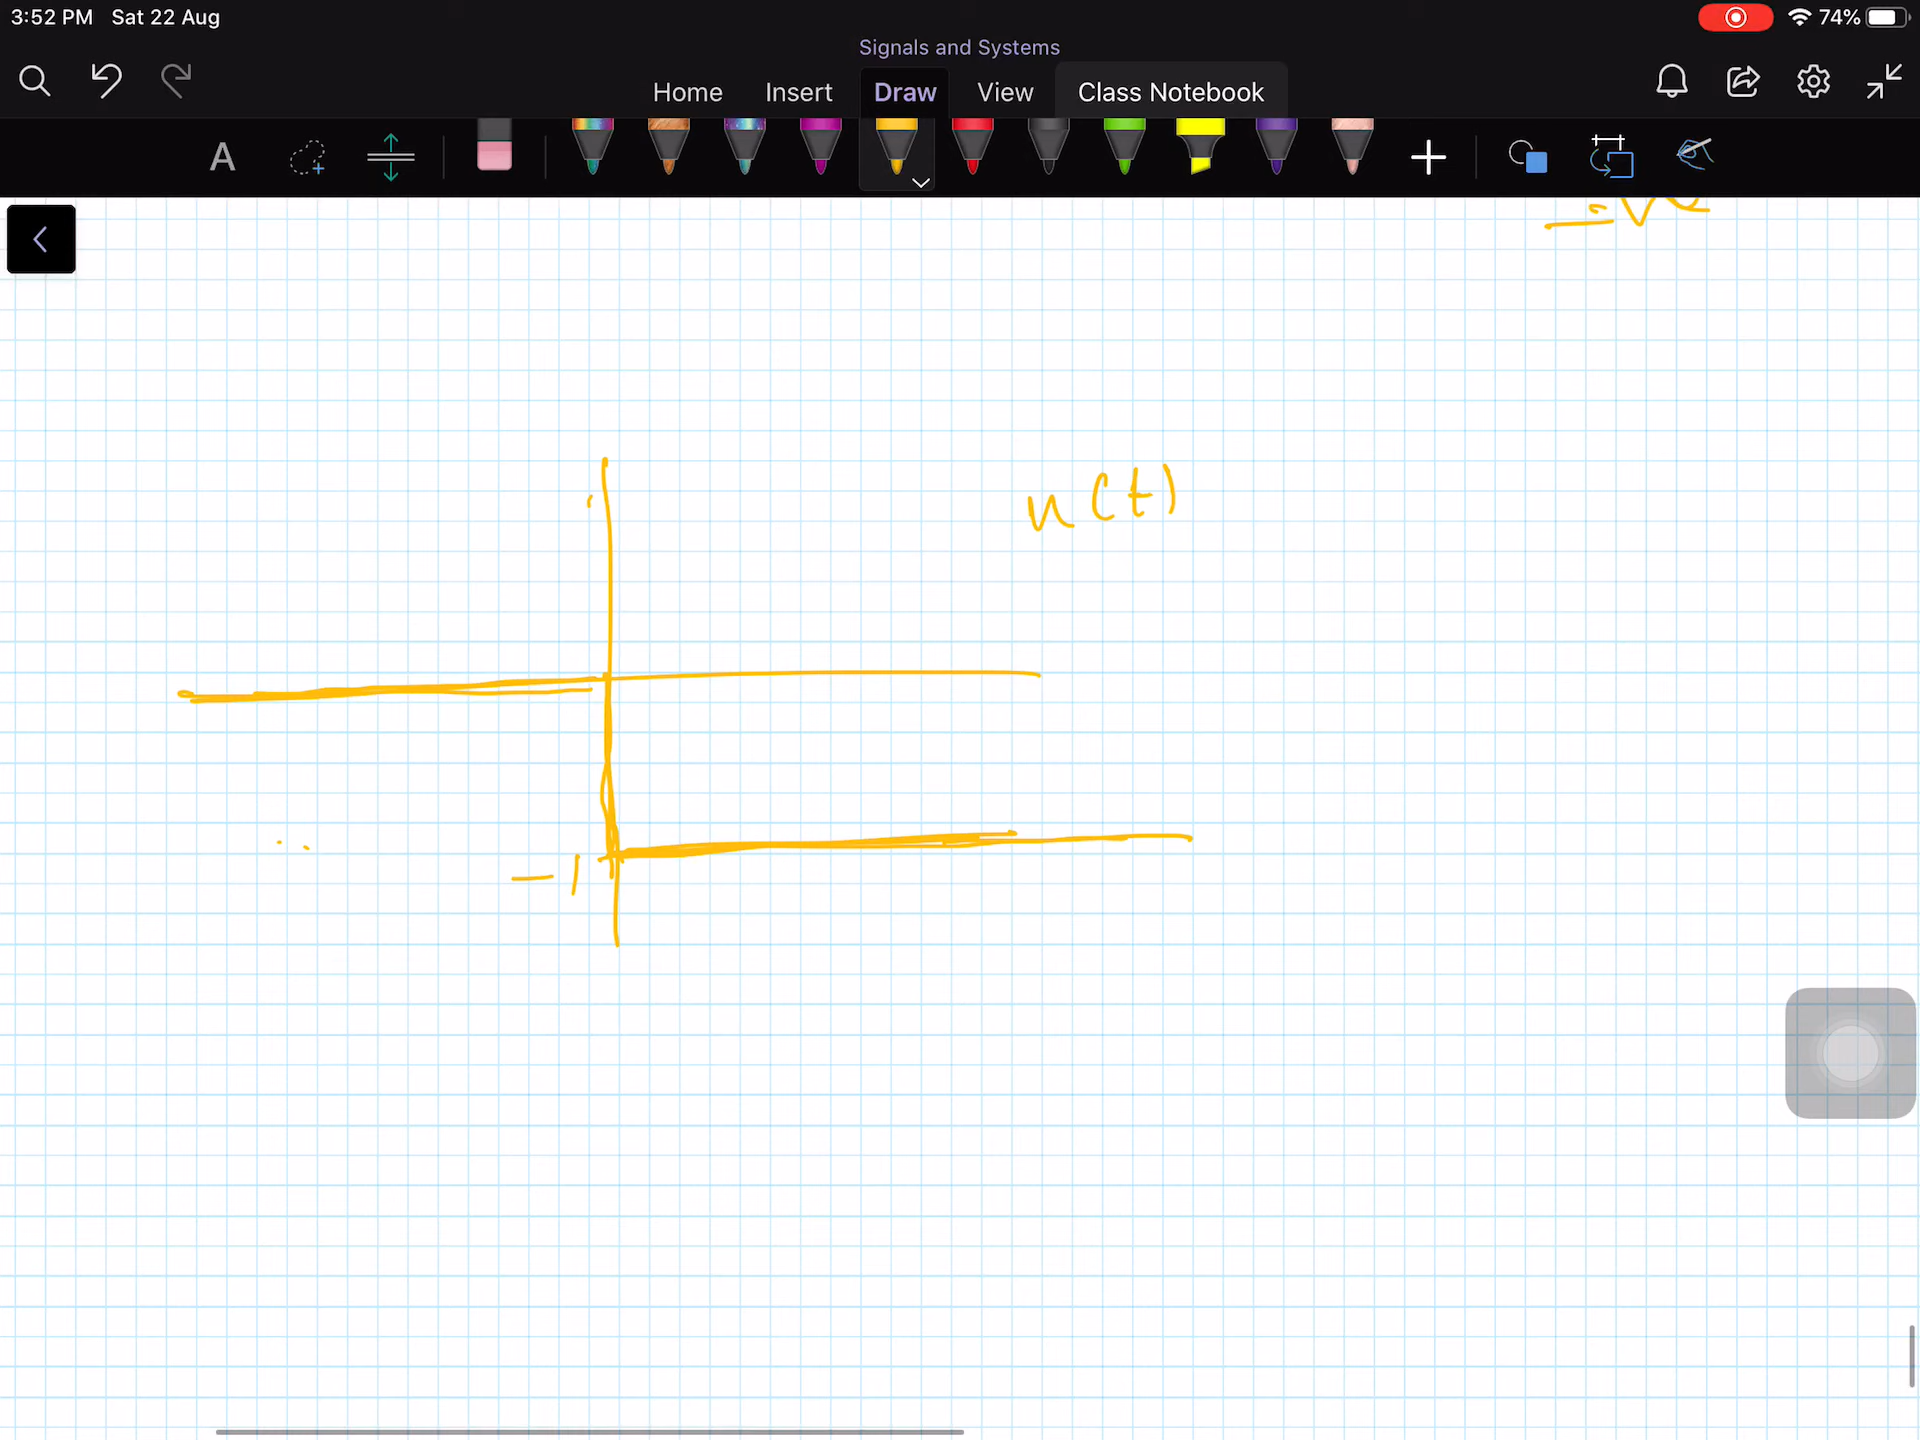 3:52 PM Sat 22 Aug
74%
Signals and Systems
Home Insert Draw View Class Notebook
A
u(t)
-1